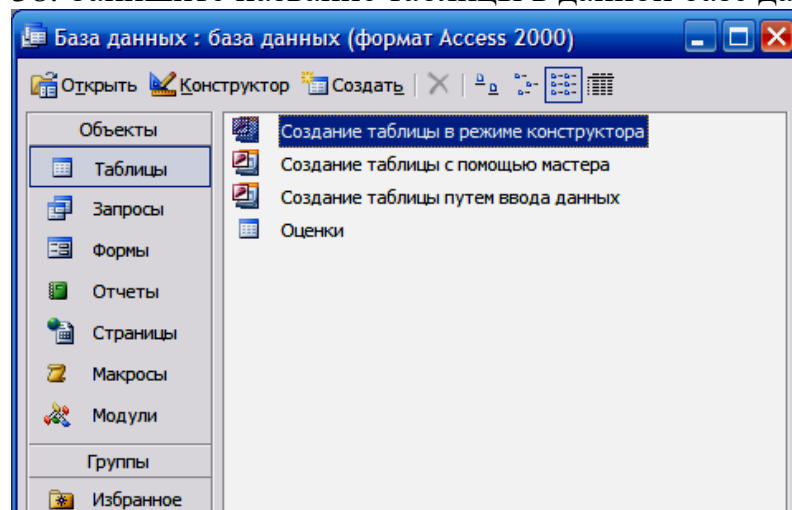 База данных : база данных (формат Access 2000)
Открыть Конструктор Создать
Объекты
Таблицы
Запросы
Формы
Отчеты
Страницы
Макросы
Модули
Группы
Избранное
Создание таблицы в режиме конструктора
Создание таблицы с помощью мастера
Создание таблицы путем ввода данных
Оценки